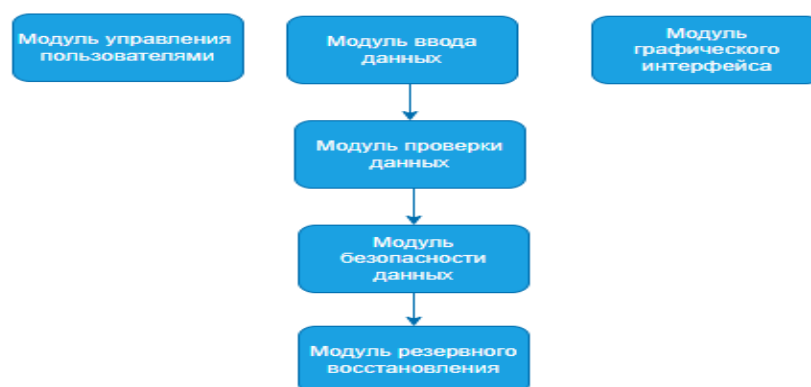 Модуль управления
пользователями
Модуль ввода
данных
Модуль
графического
интерфейса
Модуль проверки
данных
Модуль
безопасности
данных
Модуль резервного
восстановления